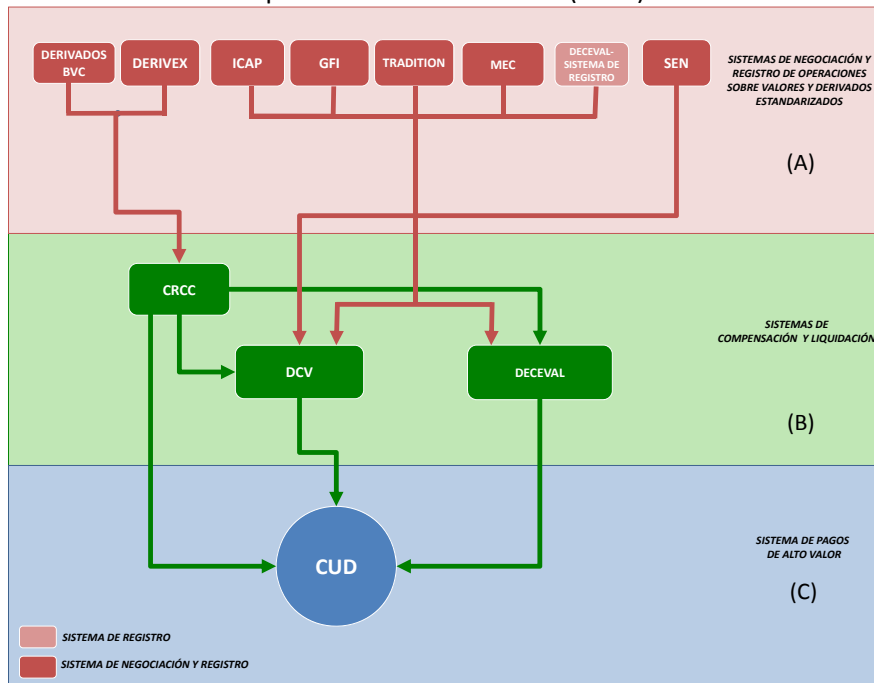 DERIVADOS
BVC
DERIVEX
ICAP
GFI
TRADITION
MEC
DECEVAL-
SISTEMA DE
REGISTRO
SEN
SISTEMAS DE NEGOCIACIÓN Y
REGISTRO DE OPERACIONES
SOBRE VALORES Y DERIVADOS
ESTANDARIZADOS
(A)
CRCC
SISTEMAS DE
COMPENSACIÓN Y LIQUIDACIÓN
DCV
DECEVAL
(B)
CUD
SISTEMA DE PAGOS
DE ALTO VALOR
(C)
SISTEMA DE REGISTRO
SISTEMA DE NEGOCIACIÓN Y REGISTRO